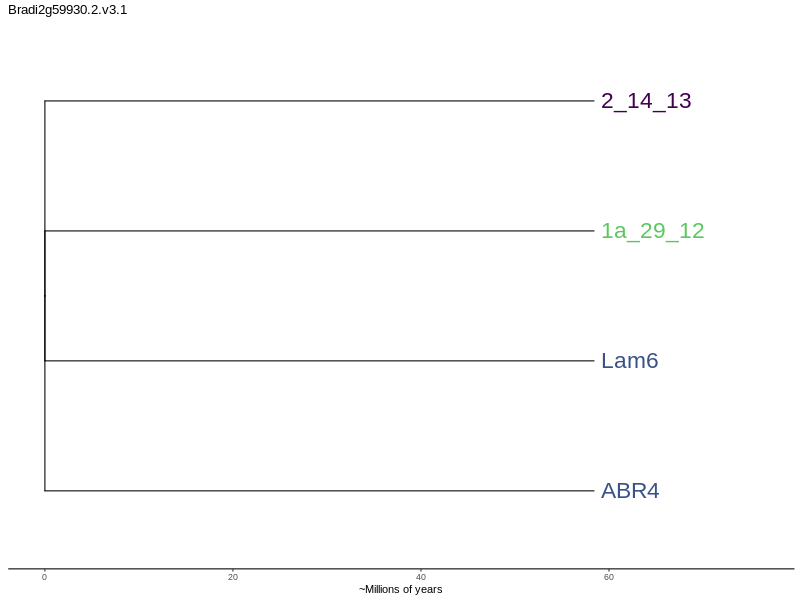 Bradi2g59930.2.v3.1
2_14_13
1a_29_12
Lam6
ABR4
0 20 40 60
~Millions of years